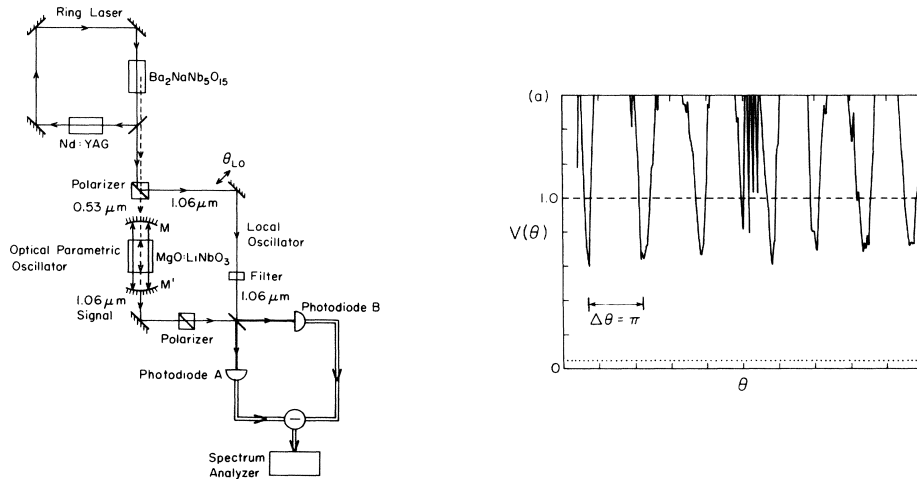 Ring Laser
Ba2NaNb5O15
Nd:YAG
θLO
Polarizer
1.06 μm
0.53 μm
M
Local
Oscillator
Optical Parametric
Oscillator
MgO:LiNbO3
Filter
M'
1.06 μm
1.06 μm
Signal
Photodiode B
Polarizer
Photodiode A
−
Spectrum
Analyzer
(a)
1.0
V(θ)
Δθ = π
0
θ